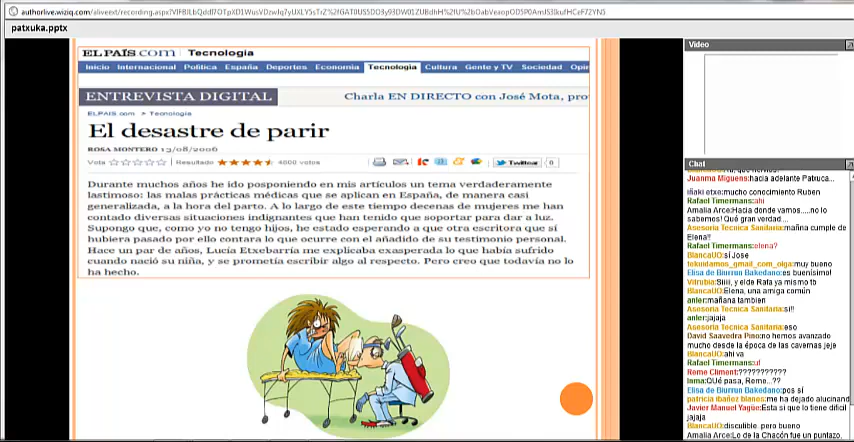 patxuka.pptx
EL PAÍS.com | Tecnología
Inicio Internacional Política España Deportes Economía Tecnología Cultura Gente y TV Sociedad
ENTREVISTA DIGITAL
Charla EN DIRECTO con José Mota, pro
ELPAIS.com > Tecnología
El desastre de parir
ROSA MONTERO 13/08/2006
Vota Resultado 4000 votos Twittear 0
Durante muchos años he ido posponiendo en mis artículos un tema verdaderamente
lastimoso: las malas prácticas médicas que se aplican en España, de manera casi
generalizada, a la hora del parto. A lo largo de este tiempo decenas de mujeres me han
contado diversas situaciones indignantes que han tenido que soportar para dar a luz.
Supongo que, como yo no tengo hijos, he estado esperando a que otra escritora que sí
hubiera pasado por ello contara lo que ocurre con el añadido de su testimonio personal.
Hace un par de años, Lucía Etxebarría me explicaba exasperada lo que había sufrido
cuando nació su niña, y se prometía escribir algo al respecto. Pero creo que todavía no lo
ha hecho.
Video
Chat
Juanma Miguens:hacia adelante Patxuca...
iñaki etxe:mucho conocimiento Ruben
Rafael Timermans:ahi
Amalia Arce:Hacia donde vamos.....no lo
sabemos! Qué gran verdad....
Asesoria Tecnica Sanitaria:mañna cumple de
Elena!!
Rafael Timermans:elena?
BlancaUO:sí Jose
tekuidamos_gmail_com_olga:muy bueno
Elisa de Biurrun Bakedano:es buenísimo!
Vitrubia:Siiii, y elde Rafa ya mismo tb
BlancaUO:Elena, una amiga común
anler:mañana tambien
Asesoria Tecnica Sanitaria:sí!!
anler:jajaja
Asesoria Tecnica Sanitaria:eso
David Saavedra Pino:no hemos avanzado
mucho desde la época de las cavernas jeje
BlancaUO:ahi va
Rafael Timermans:ul
Reme Climent:???????????
Inma:QUé pasa, Reme...??
Elisa de Biurrun Bakedano:pos sí
patricia ibañez blanes:me ha dejado alucinand
Javier Manuel Yagüe:Esta si que lo tiene dificil
jajaja
BlancaUO:disculible. pero bueno
Amalia Arce:Lo de la Chacón fue un puntazo,